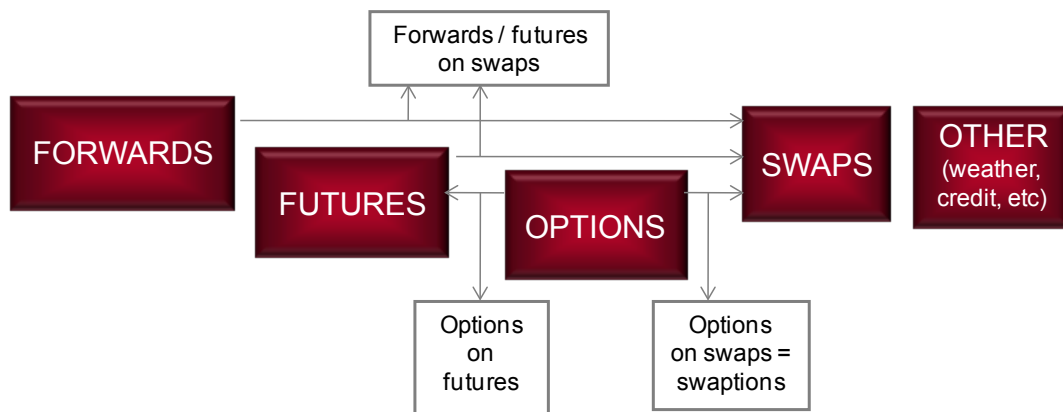 Forwards / futures
on swaps
FORWARDS
FUTURES
OPTIONS
SWAPS
OTHER
(weather,
credit, etc)
Options
on
futures
Options
on swaps =
swaptions